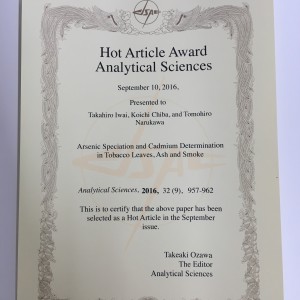 Hot Article Award
Analytical Sciences
September 10, 2016,
Presented to
Takahiro Iwai, Koichi Chiba, and Tomohiro
Narukawa
Arsenic Speciation and Cadmium Determination
in Tobacco Leaves, Ash and Smoke
Analytical Sciences, 2016, 32 (9), 957-962
This is to certify that the above paper has been
selected as a Hot Article in the September
issue.
Takeaki Ozawa
The Editor
Analytical Sciences